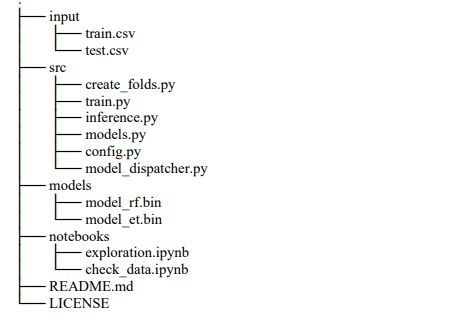 .
input
train.csv
test.csv
src
create_folds.py
train.py
inference.py
models.py
config.py
model_dispatcher.py
models
model_rf.bin
model_et.bin
notebooks
exploration.ipynb
check_data.ipynb
README.md
LICENSE